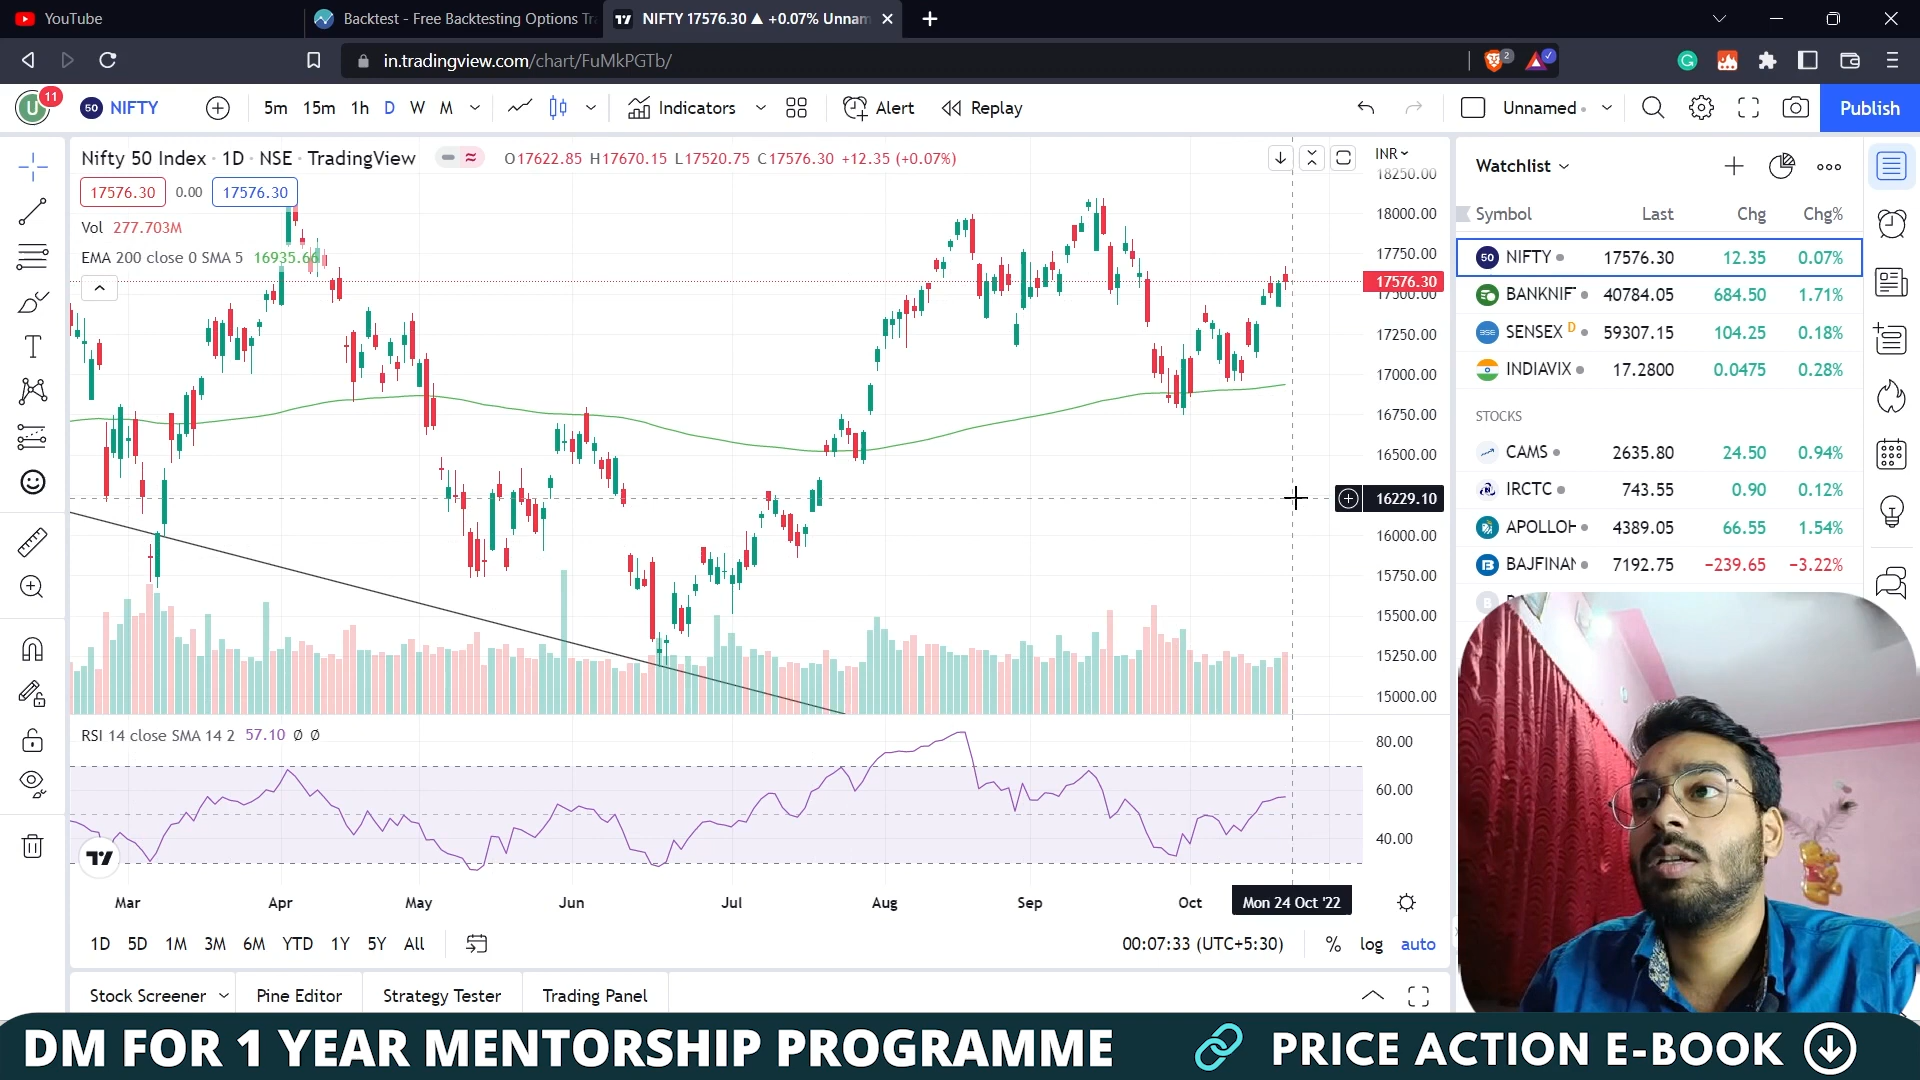 YouTube
Backtest - Free Backtesting Options Tr
NIFTY 17576.30 ▲ +0.07% Unnam
in.tradingview.com/chart/FuMkPGTb/
2
U
11
50
NIFTY
5m 15m 1h D W M
Indicators
Alert
Replay
Unnamed
Publish
Nifty 50 Index · 1D · NSE · TradingView
O17622.85 H17670.15 L17520.75 C17576.30 +12.35 (+0.07%)
INR
17576.30 0.00 17576.30
Vol 277.703M
EMA 200 close 0 SMA 5 16935.66
18250.00
18000.00
17750.00
17576.30
17500.00
17250.00
17000.00
16750.00
16500.00
16229.10
16000.00
15750.00
15500.00
15250.00
15000.00
RSI 14 close SMA 14 2 57.10 Ø Ø
80.00
60.00
40.00
Mar Apr May Jun Jul Aug Sep Oct Mon 24 Oct '22
1D 5D 1M 3M 6M YTD 1Y 5Y All
00:07:33 (UTC+5:30) % log auto
Stock Screener Pine Editor Strategy Tester Trading Panel
Watchlist
Symbol Last Chg Chg%
50 NIFTY 17576.30 12.35 0.07%
BANKNIF 40784.05 684.50 1.71%
SENSEX D 59307.15 104.25 0.18%
INDIAVIX 17.2800 0.0475 0.28%
STOCKS
CAMS 2635.80 24.50 0.94%
IRCTC 743.55 0.90 0.12%
APOLLOH 4389.05 66.55 1.54%
BAJFINAN 7192.75 −239.65 −3.22%
DM FOR 1 YEAR MENTORSHIP PROGRAMME
PRICE ACTION E-BOOK